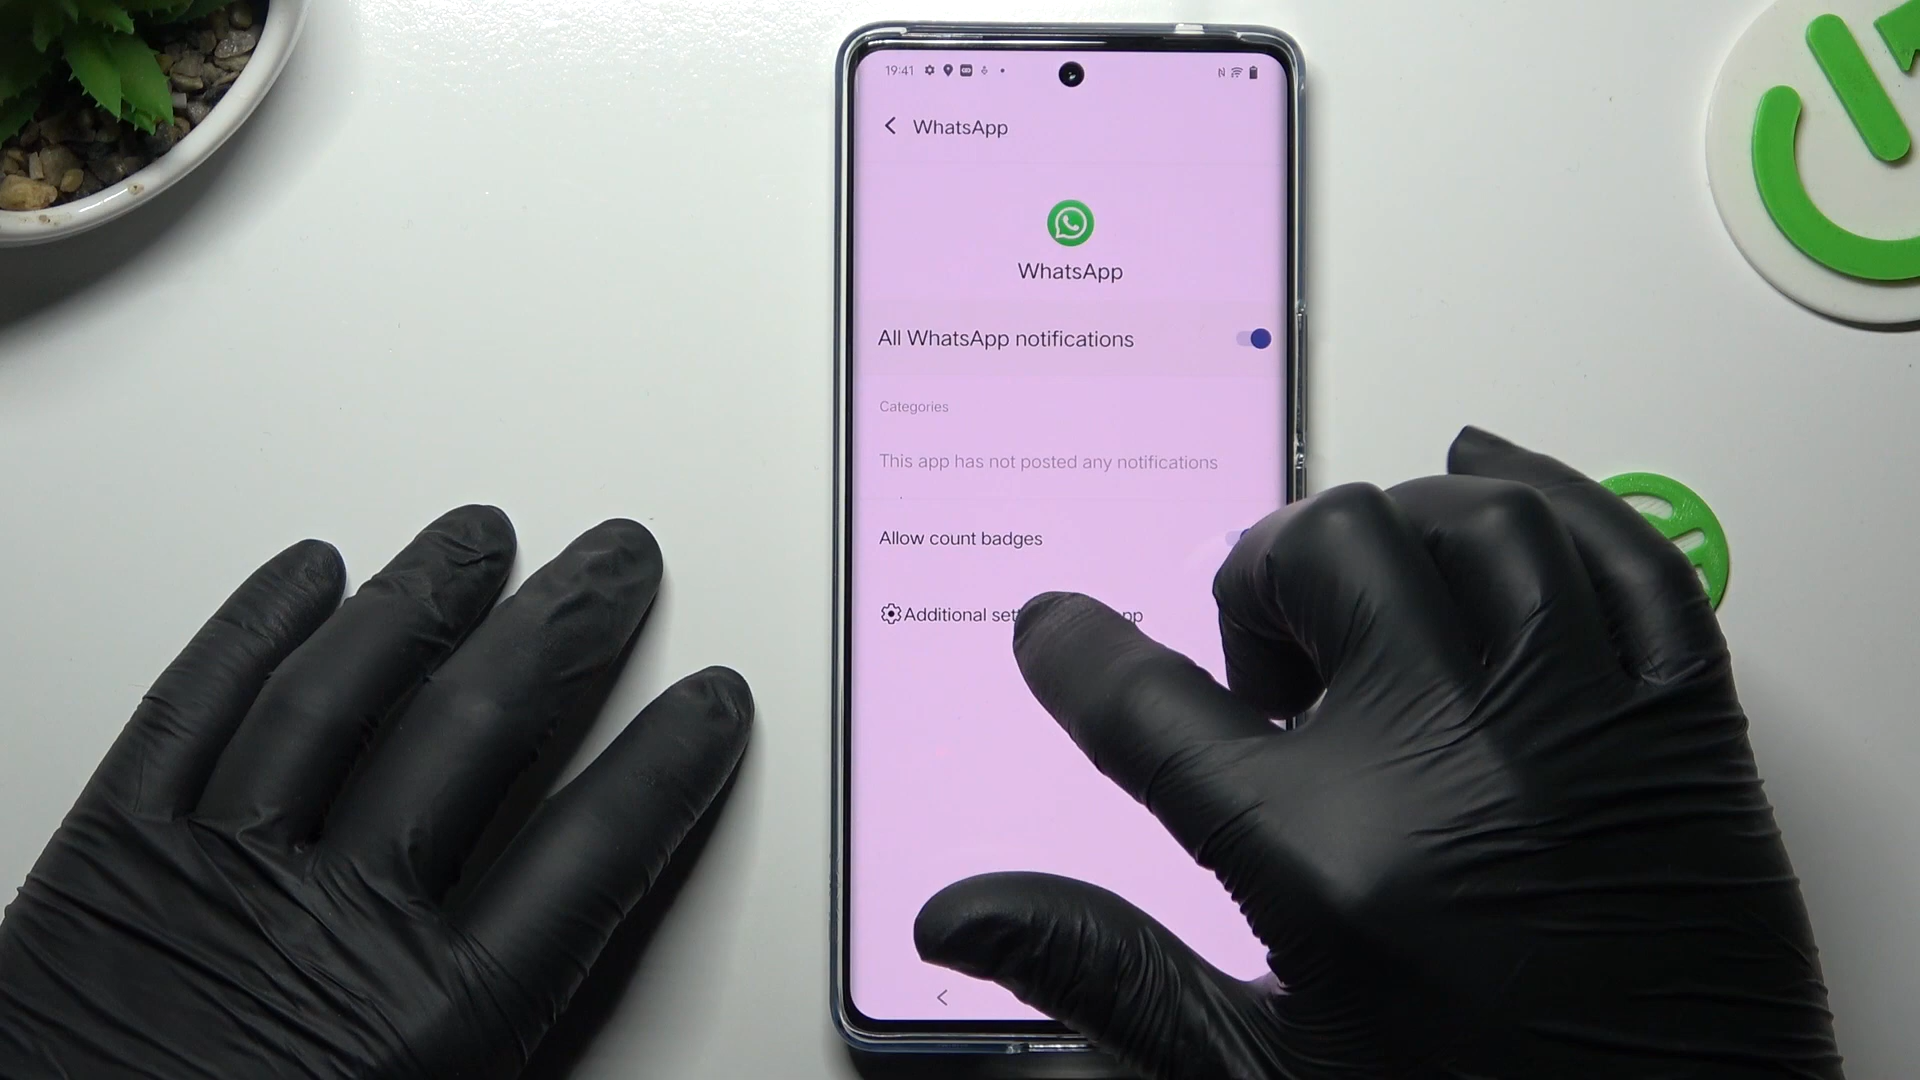 19:41
WhatsApp
WhatsApp
All WhatsApp notifications
Categories
This app has not posted any notifications
Allow count badges
Additional